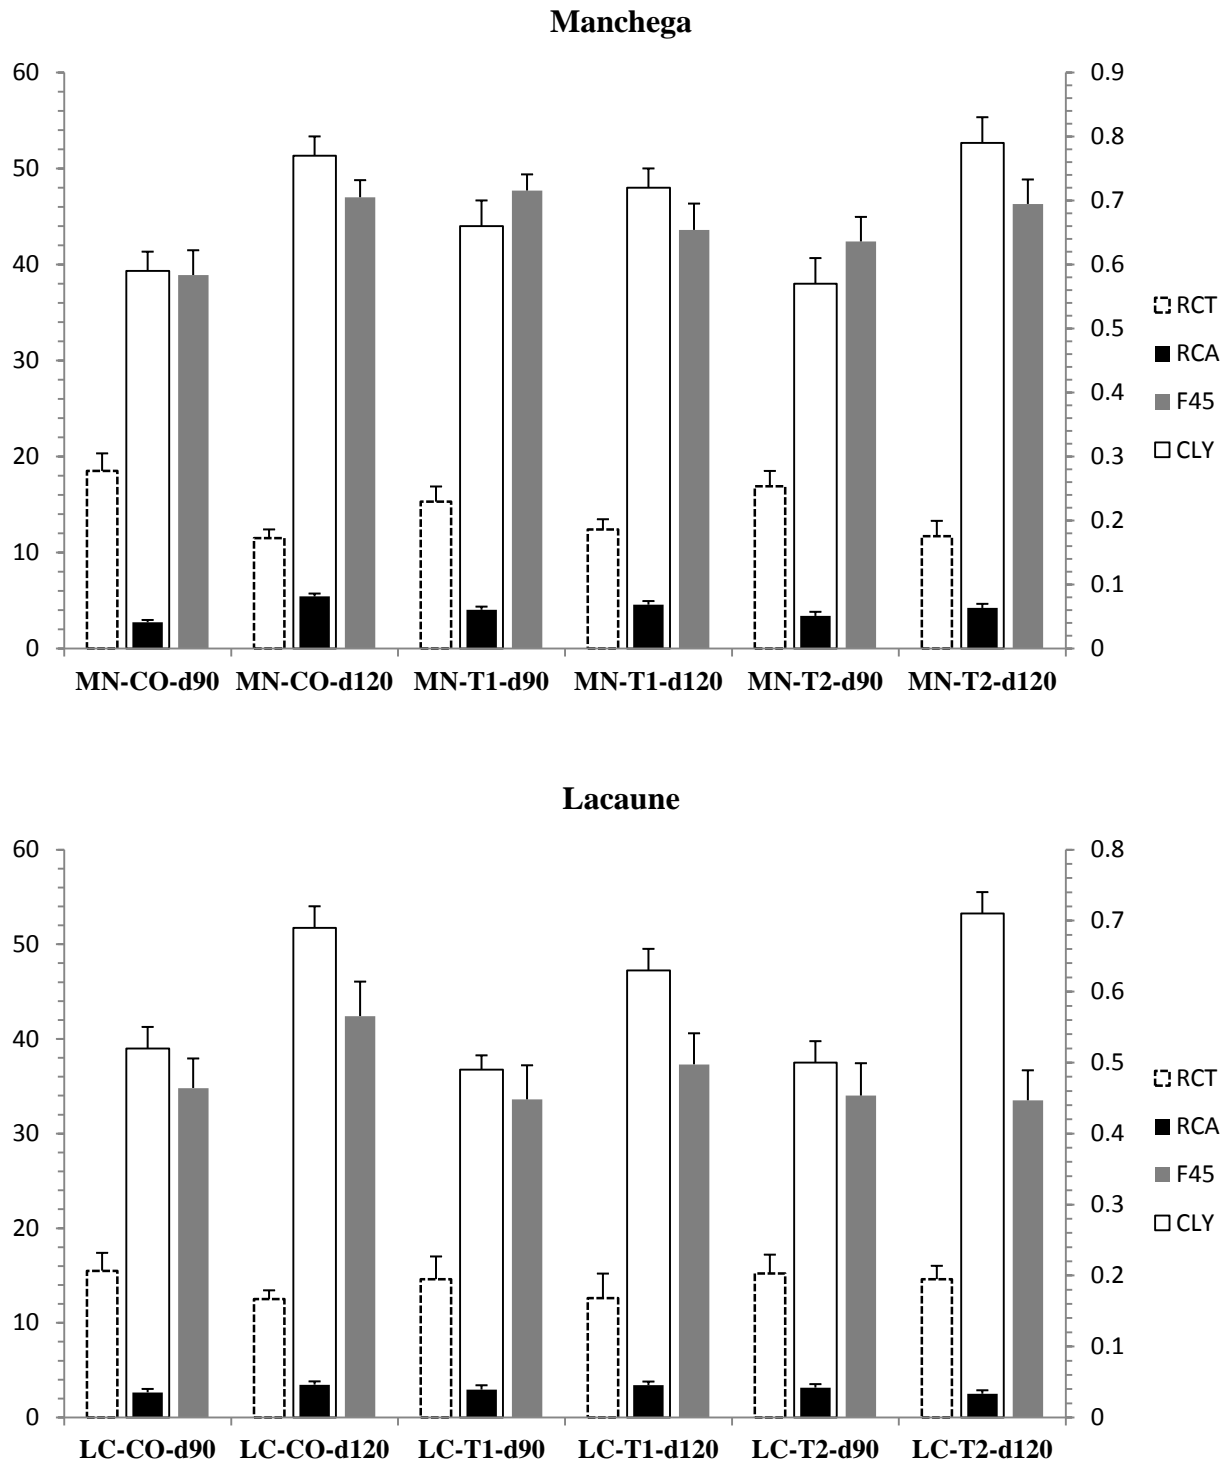 Manchega
60
50
40
30
20
10
0
0.9
0.8
0.7
0.6
0.5
0.4
0.3
0.2
0.1
0
RCT
RCA
F45
CLY
MN-CO-d90 MN-CO-d120 MN-T1-d90 MN-T1-d120 MN-T2-d90 MN-T2-d120
Lacaune
60
50
40
30
20
10
0
0.8
0.7
0.6
0.5
0.4
0.3
0.2
0.1
0
RCT
RCA
F45
CLY
LC-CO-d90 LC-CO-d120 LC-T1-d90 LC-T1-d120 LC-T2-d90 LC-T2-d120